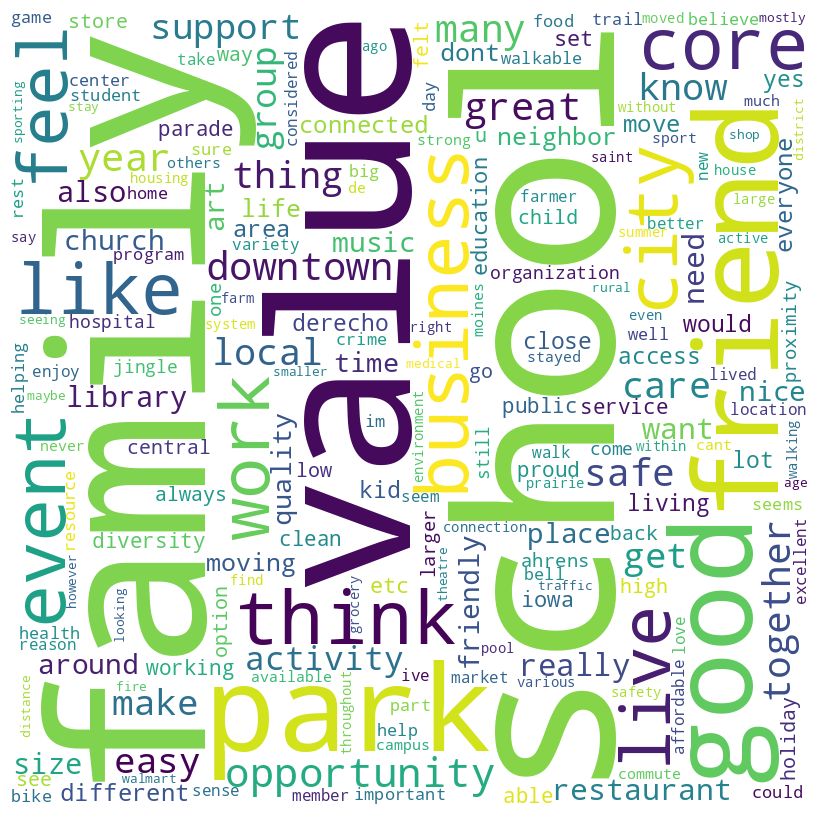 game
store
y
support
ago
felt
many
food
trail
moved
believe
mostly
set
core
sporting
feel
center
student
take
way
group
considered
day
walkable
dont
know
yes
stay
parade
year
sure
others
connected
great
u
neighbor
move
without
much
sport
shop
district
rest
also
home
housing
art
thing
big
de
strong
saint
new
house
say
church
program
life
area
variety
music
business
education
farmer
child
city
better
active
large
summer
everyone
like
hospital
one
farm
downtown
derecho
organization
need
friend
seeing
system
crime
right
moines
rural
even
well
would
proximity
helping
enjoy
maybe
jingle
library
local
smaller
time
medical
go
close
stayed
access
lived
nice
location
event
never
central
work
quality
low
im
environment
public
service
care
age
resource
always
kid
seem
still
walk
come
within
want
cant
lot
walking
diversity
clean
value
proud
prairie
living
seems
however
family
moving
option
find
etc
grocery
larger
connection
theatre
place
back
get
good
excellent
health
reason
looking
think
friendly
ahrens
bell
traffic
iowa
high
live
together
around
working
activity
available
ive
market
pool
various
really
safety
safe
affordable
love
distance
make
fire
park
throughout
part
help
campus
school
holiday
size
see
easy
walmart
opportunity
commute
bike
different
sense
member
important
able
restaurant
could